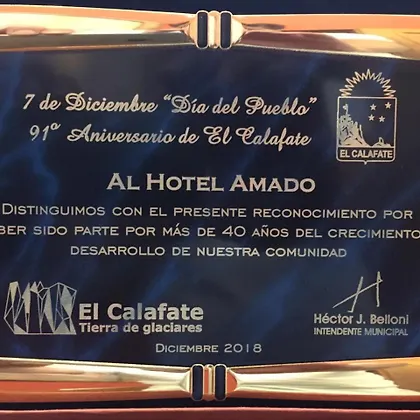 7 de Diciembre "Día del Pueblo"
91º Aniversario de El Calafate
EL CALAFATE
AL HOTEL AMADO
DISTINGUIMOS CON EL PRESENTE RECONOCIMIENTO POR
BER SIDO PARTE POR MÁS DE 40 AÑOS DEL CRECIMIENTO
DESARROLLO DE NUESTRA COMUNIDAD
El Calafate
Tierra de glaciares
Héctor J. Belloni
INTENDENTE MUNICIPAL
DICIEMBRE 2018